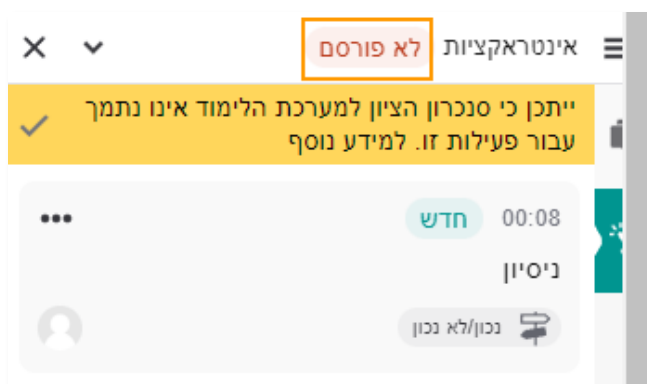 אינטראקציות לא פורסם
ייתכן כי סנכרון הציון למערכת הלימוד אינו נתמך
עבור פעילות זו. למידע נוסף
00:08 חדש
ניסיון
נכון/לא נכון